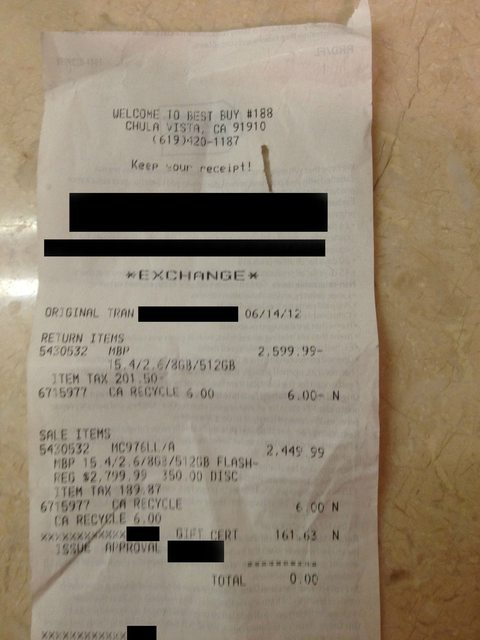 WELCOME TO BEST BUY #188
CHULA VISTA, CA 91910
(619)420-1187
Keep your receipt!
*EXCHANGE*
ORIGINAL TRAN 06/14/12
RETURN ITEMS
5430532 MBP 2,599.99-
15.4/2.6/8GB/512GB
ITEM TAX 201.50-
6715977 CA RECYCLE 6.00 6.00- N
SALE ITEMS
5430532 MC976LL/A 2,449.99
MBP 15.4/2.6/8GB/512GB FLASH-
REG $2,799.99 350.00 DISC
ITEM TAX 189.87
6715977 CA RECYCLE 6.00 N
CA RECYCLE 6.00
XXXXXXXXXXXX GIFT CERT 161.63 N
ISSUE APPROVAL
==========
TOTAL 0.00
XXXXXXXXXXXX